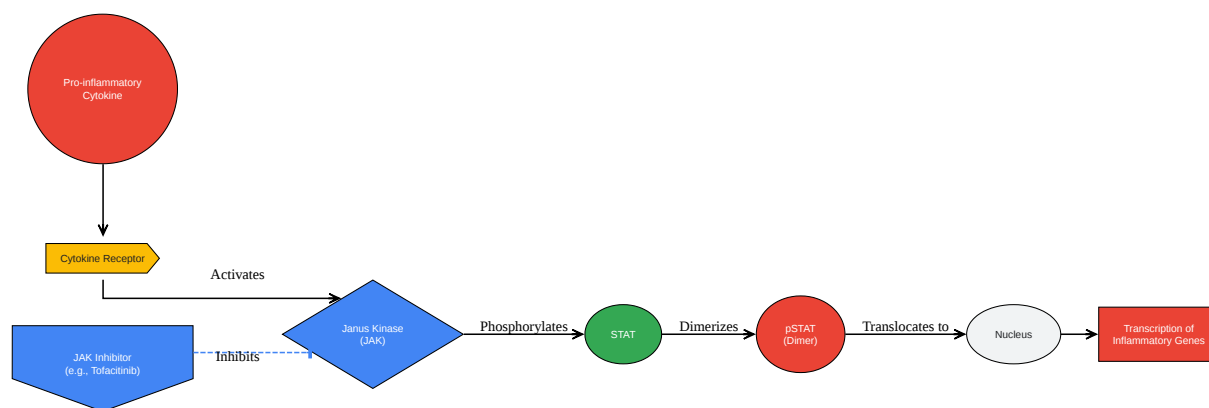 Pro-inflammatory
Cytokine
Cytokine Receptor
Activates
Janus Kinase
(JAK)
JAK Inhibitor
(e.g., Tofacitinib)
Inhibits
Phosphorylates
STAT
Dimerizes
pSTAT
(Dimer)
Translocates to
Nucleus
Transcription of
Inflammatory Genes